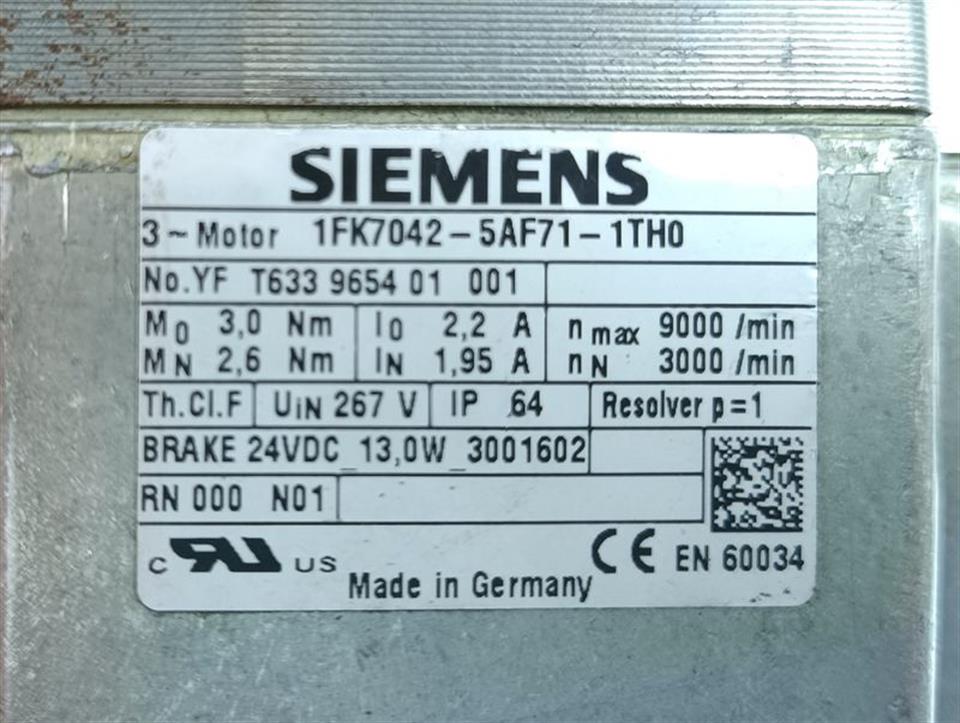 SIEMENS
3~Motor 1FK7042-5AF71-1TH0
No.YF T633 9654 01 001
M0 3,0 Nm I0 2,2 A n max 9000 /min
MN 2,6 Nm IN 1,95 A n N 3000 /min
Th.Cl.F UiN 267 V IP 64 Resolver p=1
BRAKE 24VDC_13,0W_3001602
RN 000 N01
C RU US CE EN 60034
Made in Germany